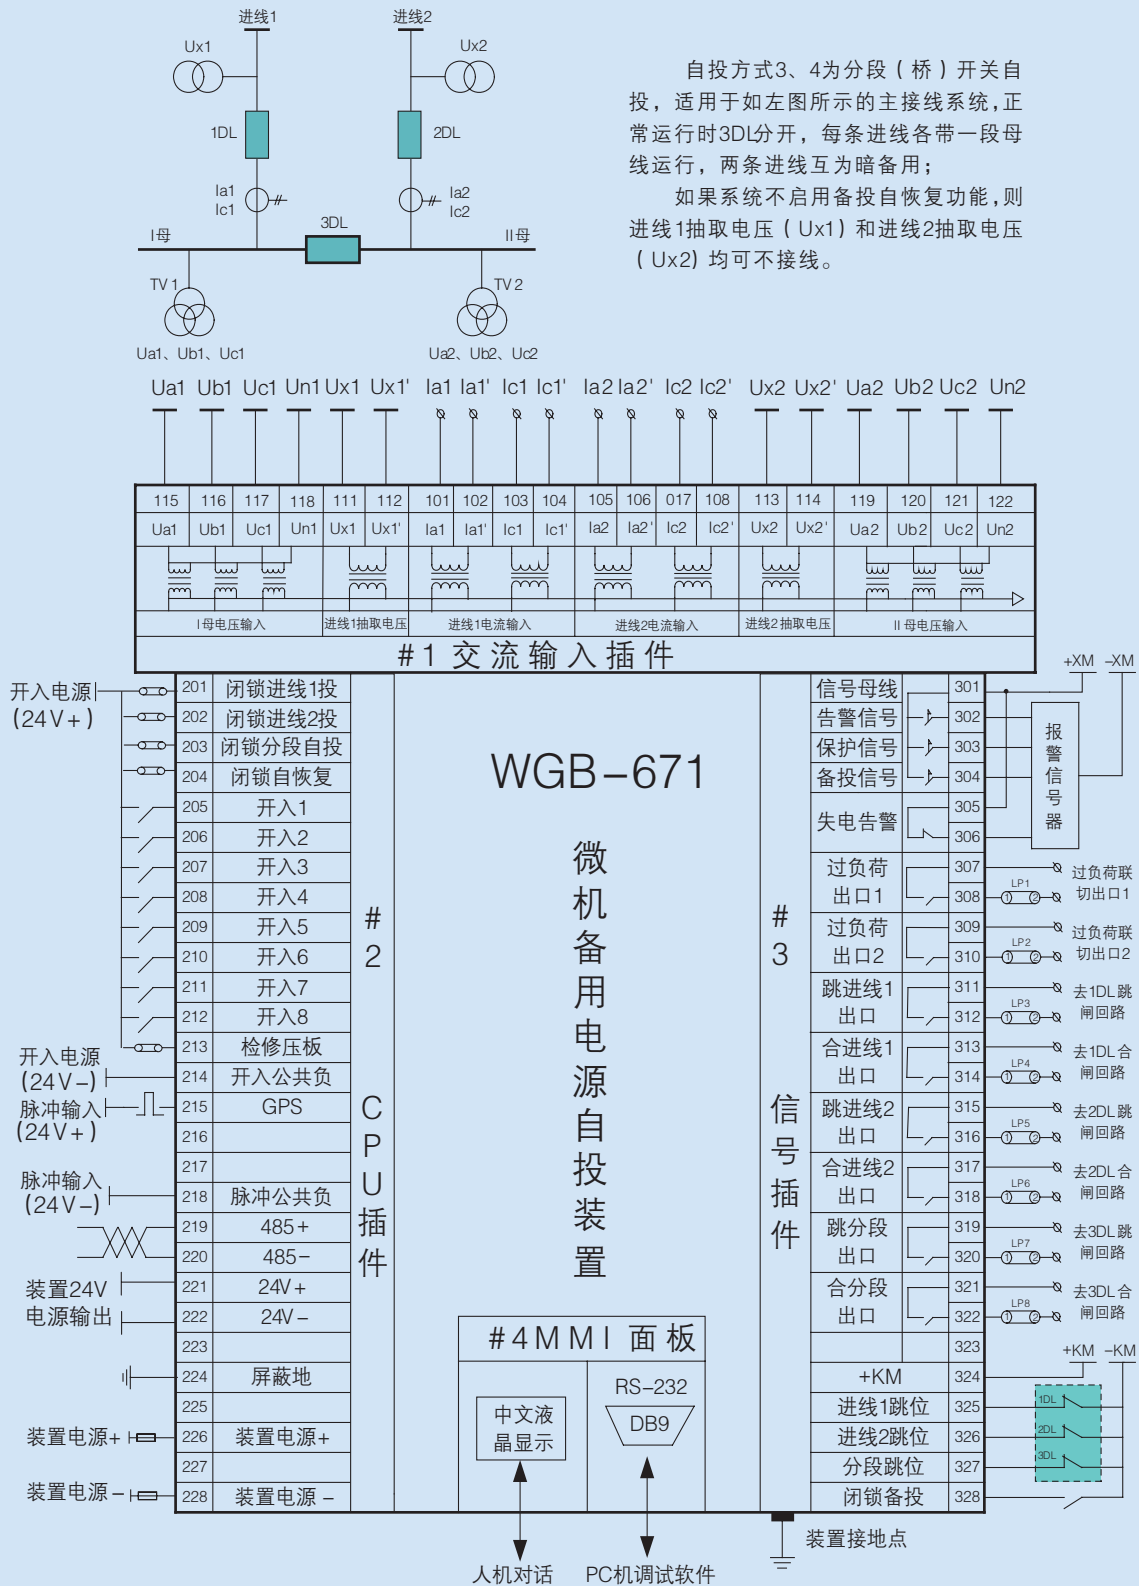 进线1 进线2
Ux1 Ux2
1DL 2DL
Ia1
Ic1
Ia2
Ic2
3DL
I母 II母
TV1 TV2
Ua1、Ub1、Uc1 Ua2、Ub2、Uc2
自投方式3、4为分段（桥）开关自
投，适用于如左图所示的主接线系统，正
常运行时3DL分开，每条进线各带一段母
线运行，两条进线互为暗备用；
如果系统不启用备投自恢复功能，则
进线1抽取电压（Ux1）和进线2抽取电压
（Ux2）均可不接线。
Ua1 Ub1 Uc1 Un1 Ux1 Ux1' Ia1 Ia1' Ic1 Ic1' Ia2 Ia2' Ic2 Ic2' Ux2 Ux2' Ua2 Ub2 Uc2 Un2
115 116 117 118 111 112 101 102 103 104 105 106 017 108 113 114 119 120 121 122
Ua1 Ub1 Uc1 Un1 Ux1 Ux1' Ia1 Ia1' Ic1 Ic1' Ia2 Ia2' Ic2 Ic2' Ux2 Ux2' Ua2 Ub2 Uc2 Un2
I母电压输入 进线1抽取电压 进线1电流输入 进线2电流输入 进线2抽取电压 II母电压输入
#1交流输入插件
开入电源
(24V+)
201 闭锁进线1投
202 闭锁进线2投
203 闭锁分段自投
204 闭锁自恢复
205 开入1
206 开入2
207 开入3
208 开入4
209 开入5
210 开入6
211 开入7
212 开入8
213 检修压板
开入电源
(24V-)
214 开入公共负
脉冲输入
(24V+)
215 GPS
216
217
脉冲输入
(24V-)
218 脉冲公共负
219 485+
220 485-
装置24V
电源输出
221 24V+
222 24V-
223
224 屏蔽地
225
装置电源+ 226 装置电源+
227
装置电源- 228 装置电源-
#2
CPU插件
WGB-671
微机备用电源自投装置
#4MMI面板
中文液
晶显示
RS-232
DB9
人机对话 PC机调试软件
#3
信号插件
+XM -XM
信号母线 301
告警信号 302
保护信号 303
备投信号 304
失电告警 305
306
报警信号器
过负荷
出口1
307
308
LP1
① ②
过负荷联
切出口1
过负荷
出口2
309
310
LP2
① ②
过负荷联
切出口2
跳进线1
出口
311
312
LP3
① ②
去1DL跳
闸回路
合进线1
出口
313
314
LP4
① ②
去1DL合
闸回路
跳进线2
出口
315
316
LP5
① ②
去2DL跳
闸回路
合进线2
出口
317
318
LP6
① ②
去2DL合
闸回路
跳分段
出口
319
320
LP7
① ②
去3DL跳
闸回路
合分段
出口
321
322
LP8
① ②
去3DL合
闸回路
323
+KM -KM
+KM 324
进线1跳位 325 1DL
进线2跳位 326 2DL
分段跳位 327 3DL
闭锁备投 328
装置接地点